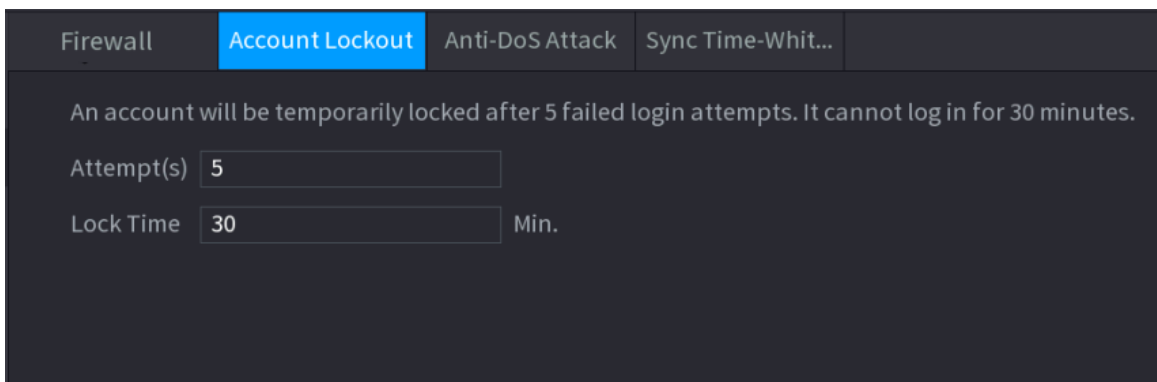 Firewall
Account Lockout
Anti-DoS Attack
Sync Time-Whit...
An account will be temporarily locked after 5 failed login attempts. It cannot log in for 30 minutes.
Attempt(s) 5
Lock Time 30 Min.